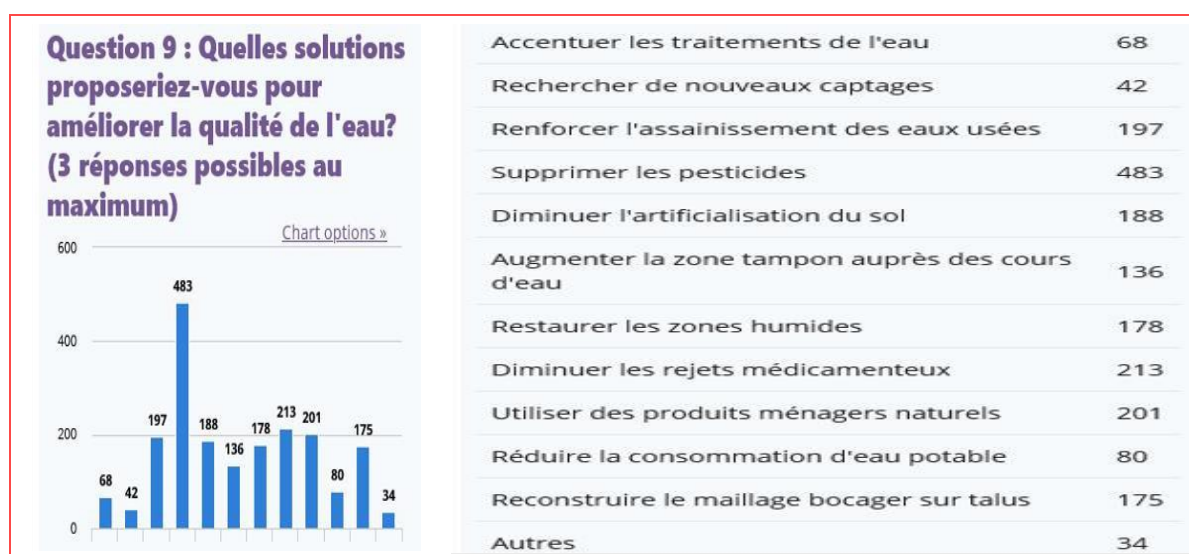 Question 9 : Quelles solutions
proposeriez-vous pour
améliorer la qualité de l'eau?
(3 réponses possibles au
maximum)
Chart options »
600
400
200
0
68
42
197
483
188
136
178
213
201
80
175
34
Accentuer les traitements de l'eau 68
Rechercher de nouveaux captages 42
Renforcer l'assainissement des eaux usées 197
Supprimer les pesticides 483
Diminuer l'artificialisation du sol 188
Augmenter la zone tampon auprès des cours
d'eau 136
Restaurer les zones humides 178
Diminuer les rejets médicamenteux 213
Utiliser des produits ménagers naturels 201
Réduire la consommation d'eau potable 80
Reconstruire le maillage bocager sur talus 175
Autres 34